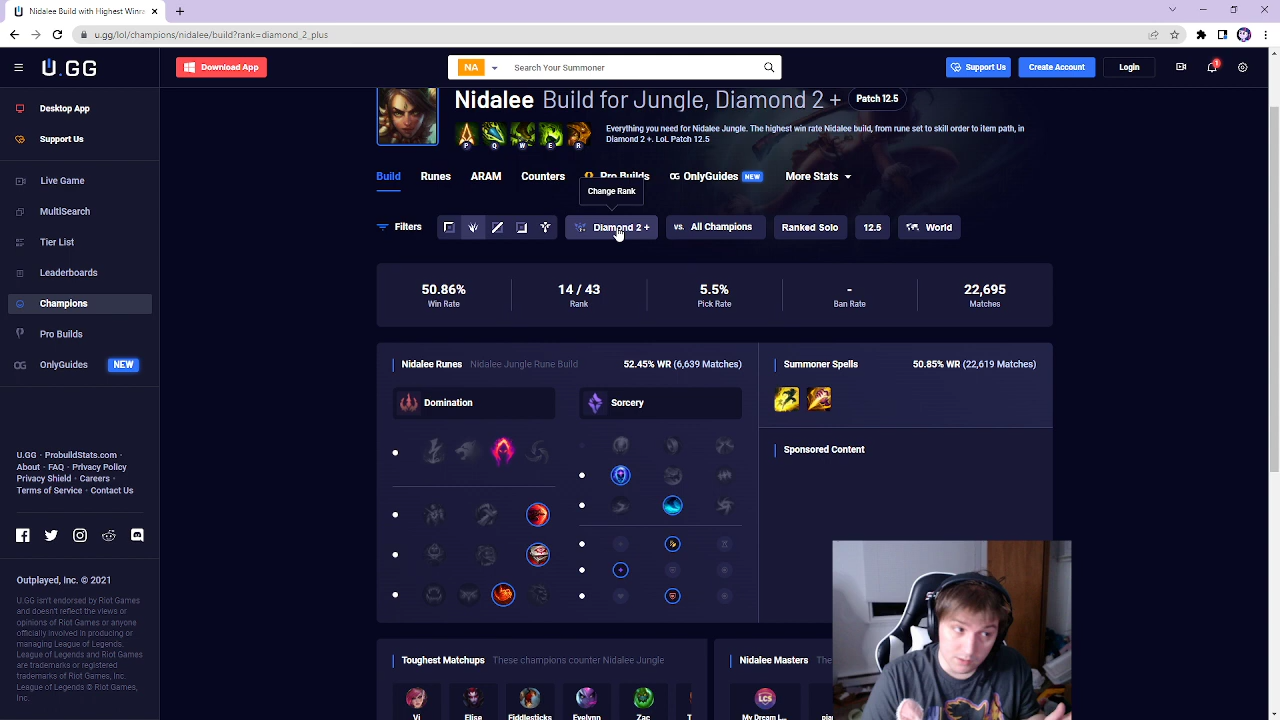 Nidalee Build with Highest Winra
u.gg/lol/champions/nidalee/build?rank=diamond_2_plus
U.GG
Download App
NA
Search Your Summoner
Support Us
Create Account
Login
1
Desktop App
Support Us
Live Game
MultiSearch
Tier List
Leaderboards
Champions
Pro Builds
OG OnlyGuides NEW
U.GG · ProbuildStats.com ·
About · FAQ · Privacy Policy
Privacy Shield · Careers ·
Terms of Service · Contact Us
Outplayed, Inc. © 2021
U.GG isn't endorsed by Riot Games
and doesn't reflect the views or
opinions of Riot Games or anyone
officially involved in producing or
managing League of Legends.
League of Legends and Riot Games
are trademarks or registered
trademarks of Riot Games, Inc.
League of Legends © Riot Games,
Inc.
Nidalee Build for Jungle, Diamond 2 + Patch 12.5
P Q W E R
Everything you need for Nidalee Jungle. The highest win rate Nidalee build, from rune set to skill order to item path, in
Diamond 2 +. LoL Patch 12.5
Build Runes ARAM Counters Pro Builds OG OnlyGuides NEW More Stats
Change Rank
Filters Diamond 2 + vs. All Champions Ranked Solo 12.5 World
50.86% 14 / 43 5.5% - 22,695
Win Rate Rank Pick Rate Ban Rate Matches
Nidalee Runes Nidalee Jungle Rune Build 52.45% WR (6,639 Matches)
Domination Sorcery
Summoner Spells 50.85% WR (22,619 Matches)
Sponsored Content
Toughest Matchups These champions counter Nidalee Jungle
Vi Elise Fiddlesticks Evelynn Zac
Nidalee Masters
LCS
My Dream L...